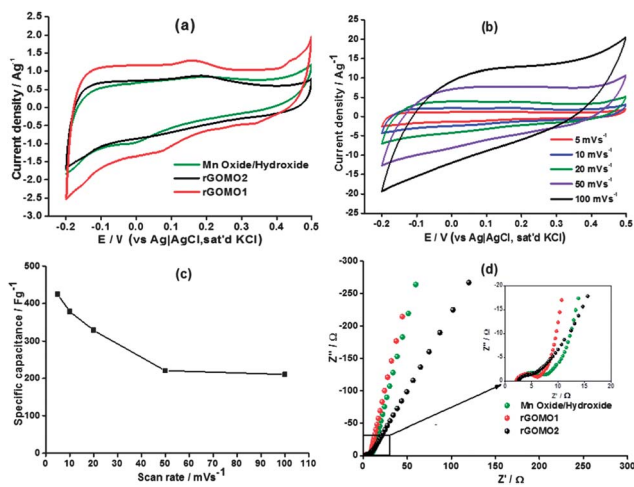 (a)
Current density / Ag⁻¹
2.5
2.0
1.5
1.0
0.5
0.0
-0.5
-1.0
-1.5
-2.0
-2.5
-0.2 -0.1 0.0 0.1 0.2 0.3 0.4 0.5
E / V (vs Ag|AgCl,sat'd KCl)
Mn Oxide/Hydroxide
rGOMO2
rGOMO1
(b)
Current density / Ag⁻¹
25
20
15
10
5
0
-5
-10
-15
-20
-25
-0.2 -0.1 0.0 0.1 0.2 0.3 0.4 0.5
E / V (vs Ag|AgCl,sat'd KCl)
5 mVs⁻¹
10 mVs⁻¹
20 mVs⁻¹
50 mVs⁻¹
100 mVs⁻¹
(c)
Specific capacitance / Fg⁻¹
500
400
300
200
100
0
0 10 20 30 40 50 60 70 80 90 100 110
Scan rate / mVs⁻¹
(d)
Z'' / Ω
-300
-250
-200
-150
-100
-50
0
0 50 100 150 200 250 300
Z' / Ω
Z'' / Ω
-20
-15
-10
-5
0
0 10 20
Z' / Ω
Mn Oxide/Hydroxide
rGOMO1
rGOMO2